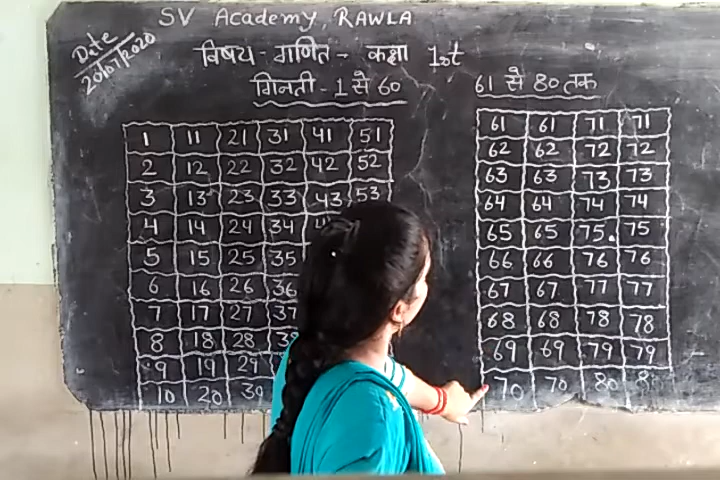 SV Academy, RAWLA
Date
20/07/2020
विषय - गणित - कक्षा 1st
गिनती - 1 से 60
61 से 80 तक
1 11 21 31 41 51
2 12 22 32 42 52
3 13 23 33 43 53
4 14 24 34
5 15 25 35
6 16 26 36
7 17 27 37
8 18 28
9 19 29
10 20 30
61 61 71 71
62 62 72 72
63 63 73 73
64 64 74 74
65 65 75 75
66 66 76 76
67 67 77 77
68 68 78 78
69 69 79 79
70 70 80